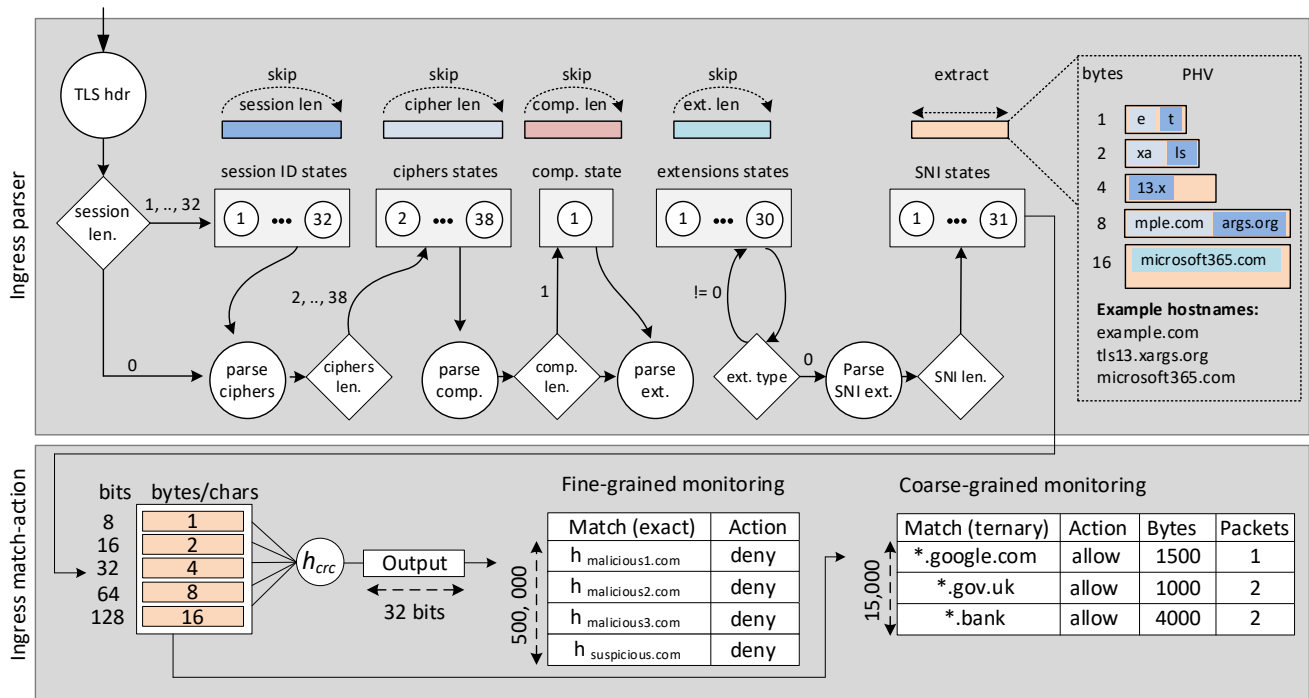 Ingress parser
TLS hdr
skip
session len
skip
cipher len
skip
comp. len
skip
ext. len
extract
bytes
PHV
1
e
t
2
xa
ls
4
13.x
8
mple.com
args.org
16
microsoft365.com
Example hostnames:
example.com
tls13.xargs.org
microsoft365.com
session ID states
ciphers states
comp. state
extensions states
SNI states
session
len.
1, .., 32
1
•••
32
2
•••
38
1
1
•••
30
1
•••
31
2, .., 38
1
!= 0
0
parse
ciphers
ciphers
len.
parse
comp.
comp.
len.
parse
ext.
ext. type
0
Parse
SNI ext.
SNI len.
Ingress match-action
bits
bytes/chars
8
1
16
2
32
4
64
8
128
16
hcrc
Output
32 bits
Fine-grained monitoring
500, 000
Match (exact)
Action
h malicious1.com
deny
h malicious2.com
deny
h malicious3.com
deny
h suspicious.com
deny
Coarse-grained monitoring
15,000
Match (ternary)
Action
Bytes
Packets
*.google.com
allow
1500
1
*.gov.uk
allow
1000
2
*.bank
allow
4000
2